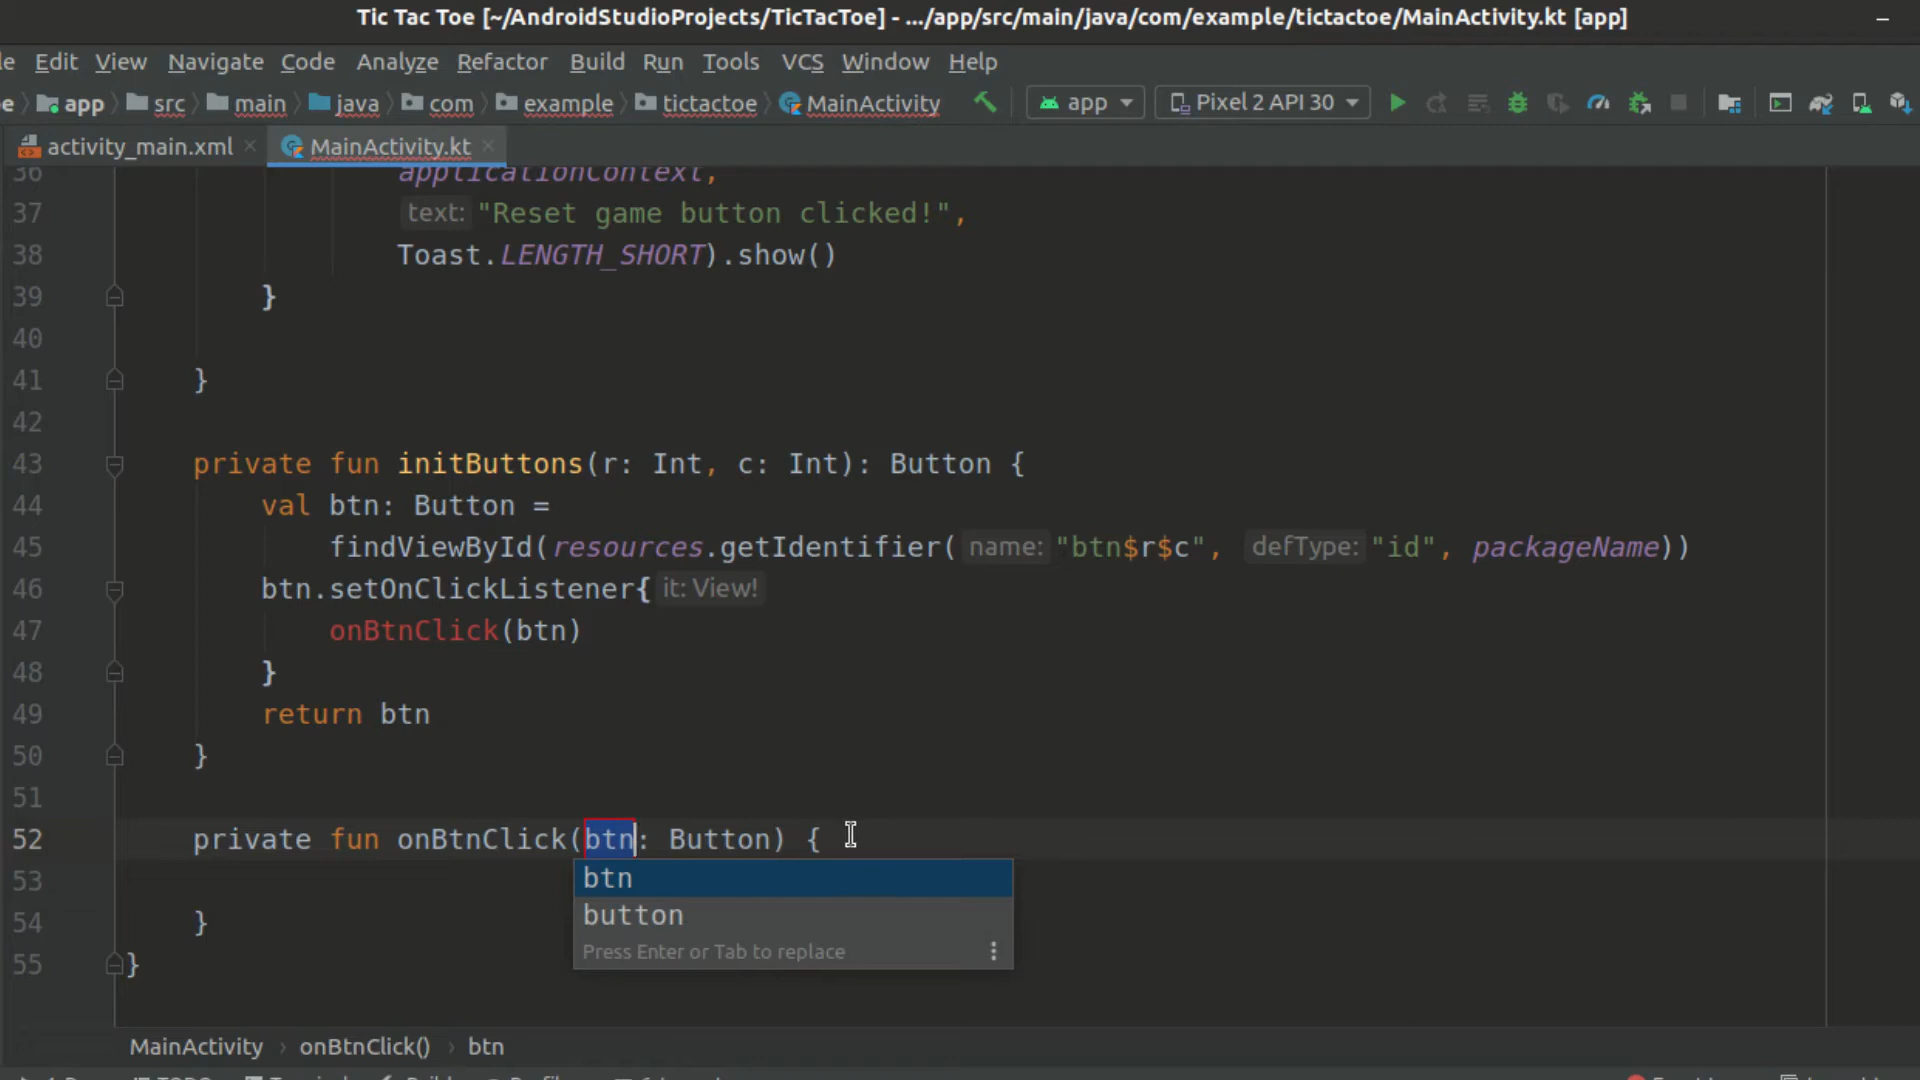 Tic Tac Toe [~/AndroidStudioProjects/TicTacToe] - .../app/src/main/java/com/example/tictactoe/MainActivity.kt [app]
Edit View Navigate Code Analyze Refactor Build Run Tools VCS Window Help
app src main java com example tictactoe MainActivity app Pixel 2 API 30
activity_main.xml MainActivity.kt
36 applicationContext,
37 text: "Reset game button clicked!",
38 Toast.LENGTH_SHORT).show()
39 }
40
41 }
42
43 private fun initButtons(r: Int, c: Int): Button {
44 val btn: Button =
45 findViewById(resources.getIdentifier( name: "btn$r$c", defType: "id", packageName))
46 btn.setOnClickListener{ it: View!
47 onBtnClick(btn)
48 }
49 return btn
50 }
51
52 private fun onBtnClick(btn: Button) {
53 btn
button
54 }
Press Enter or Tab to replace
55 }
MainActivity › onBtnClick() › btn